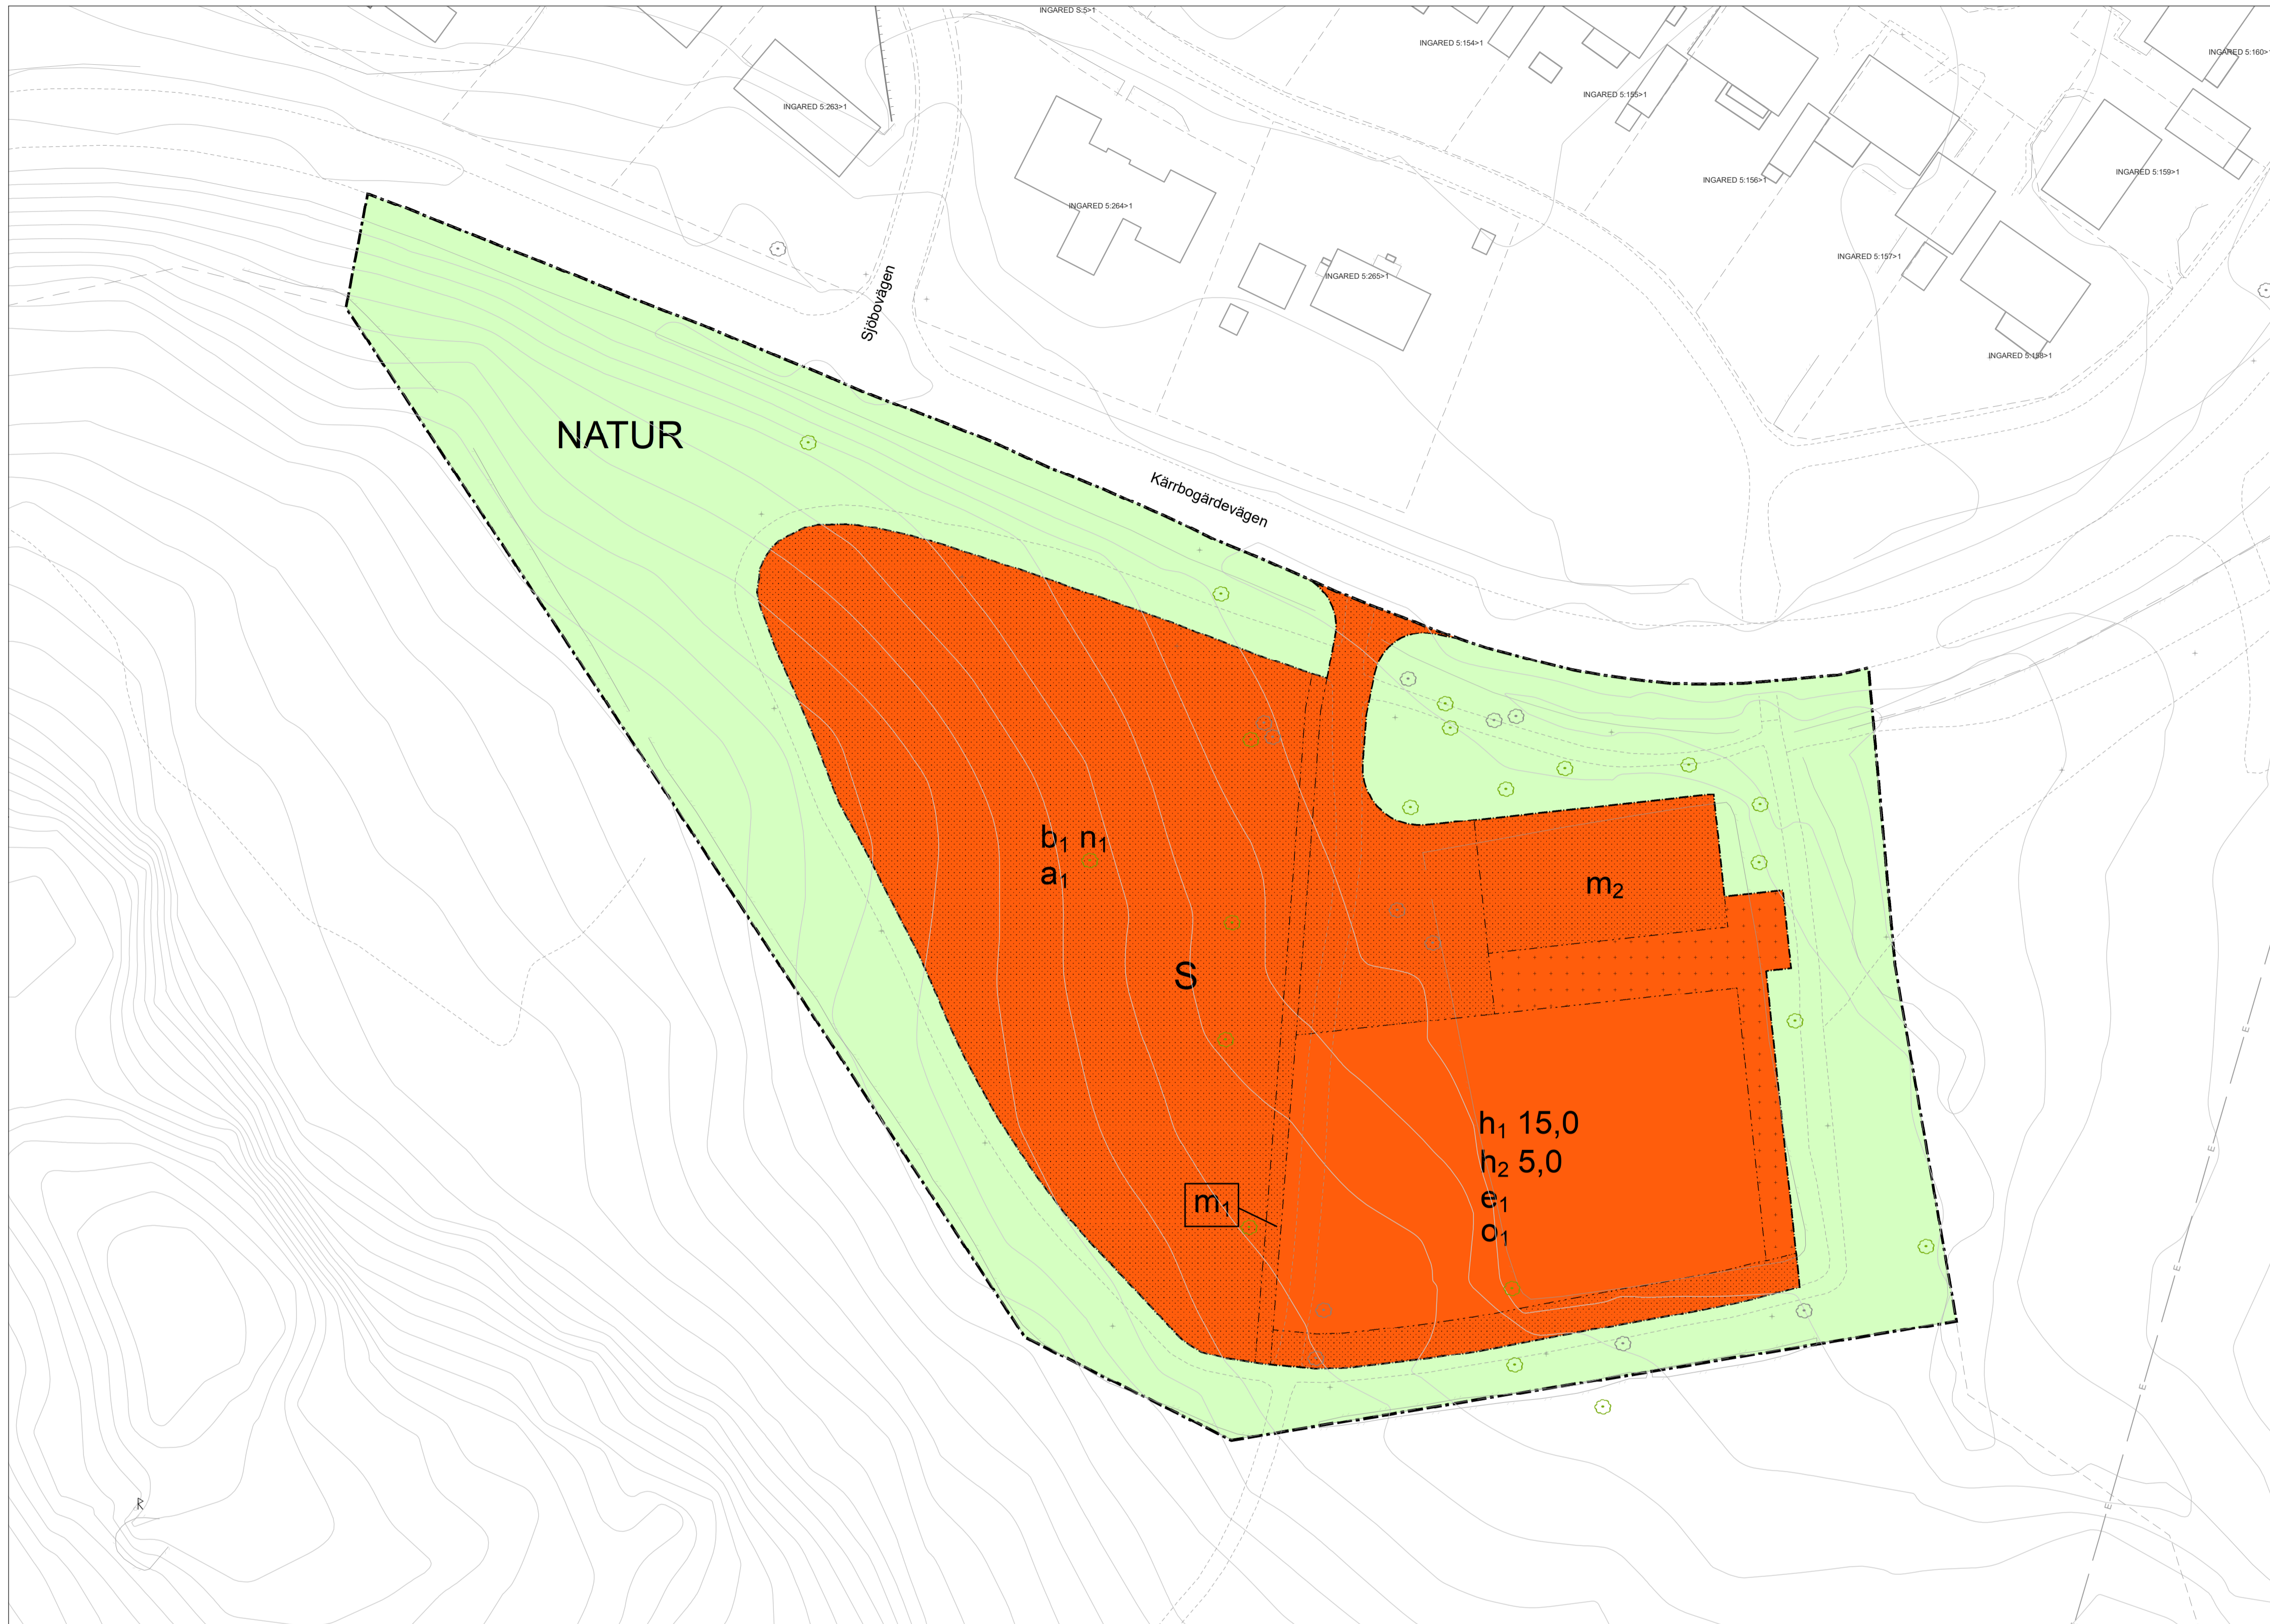 INGARED S:5>1
INGARED 5:154>1
INGARED 5:160>1
INGARED 5:263>1
INGARED 5:155>1
INGARED 5:264>1
INGARED 5:156>1
INGARED 5:159>1
INGARED 5:265>1
INGARED 5:157>1
INGARED 5:158>1
Sjöbovägen
NATUR
Kärrbogärdevägen
b₁ n₁
a₁
m₂
S
h₁ 15,0
h₂ 5,0
e₁
o₁
m₁
E
E
E
E
E
R